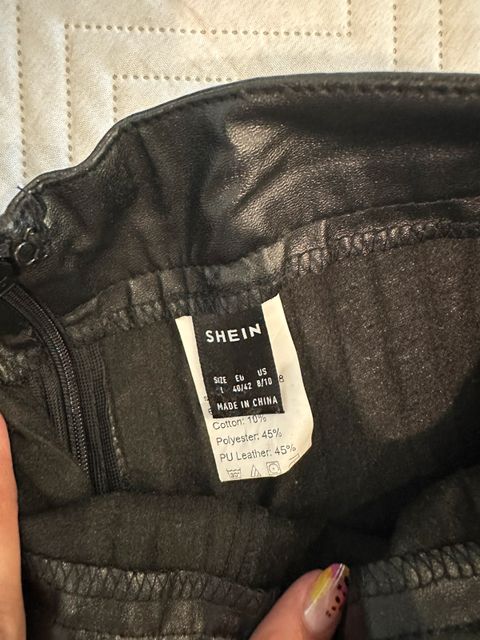 SHEIN
SIZE EU US
L 40/42 8/10
MADE IN CHINA
Cotton: 10%
Polyester: 45%
PU Leather: 45%